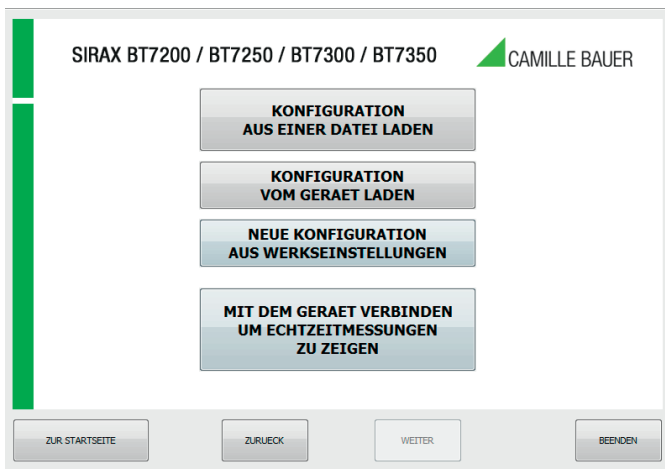 SIRAX BT7200 / BT7250 / BT7300 / BT7350
CAMILLE BAUER
KONFIGURATION
AUS EINER DATEI LADEN
KONFIGURATION
VOM GERAET LADEN
NEUE KONFIGURATION
AUS WERKSEINSTELLUNGEN
MIT DEM GERAET VERBINDEN
UM ECHTZEITMESSUNGEN
ZU ZEIGEN
ZUR STARTSEITE
ZURUECK
WEITER
BEENDEN